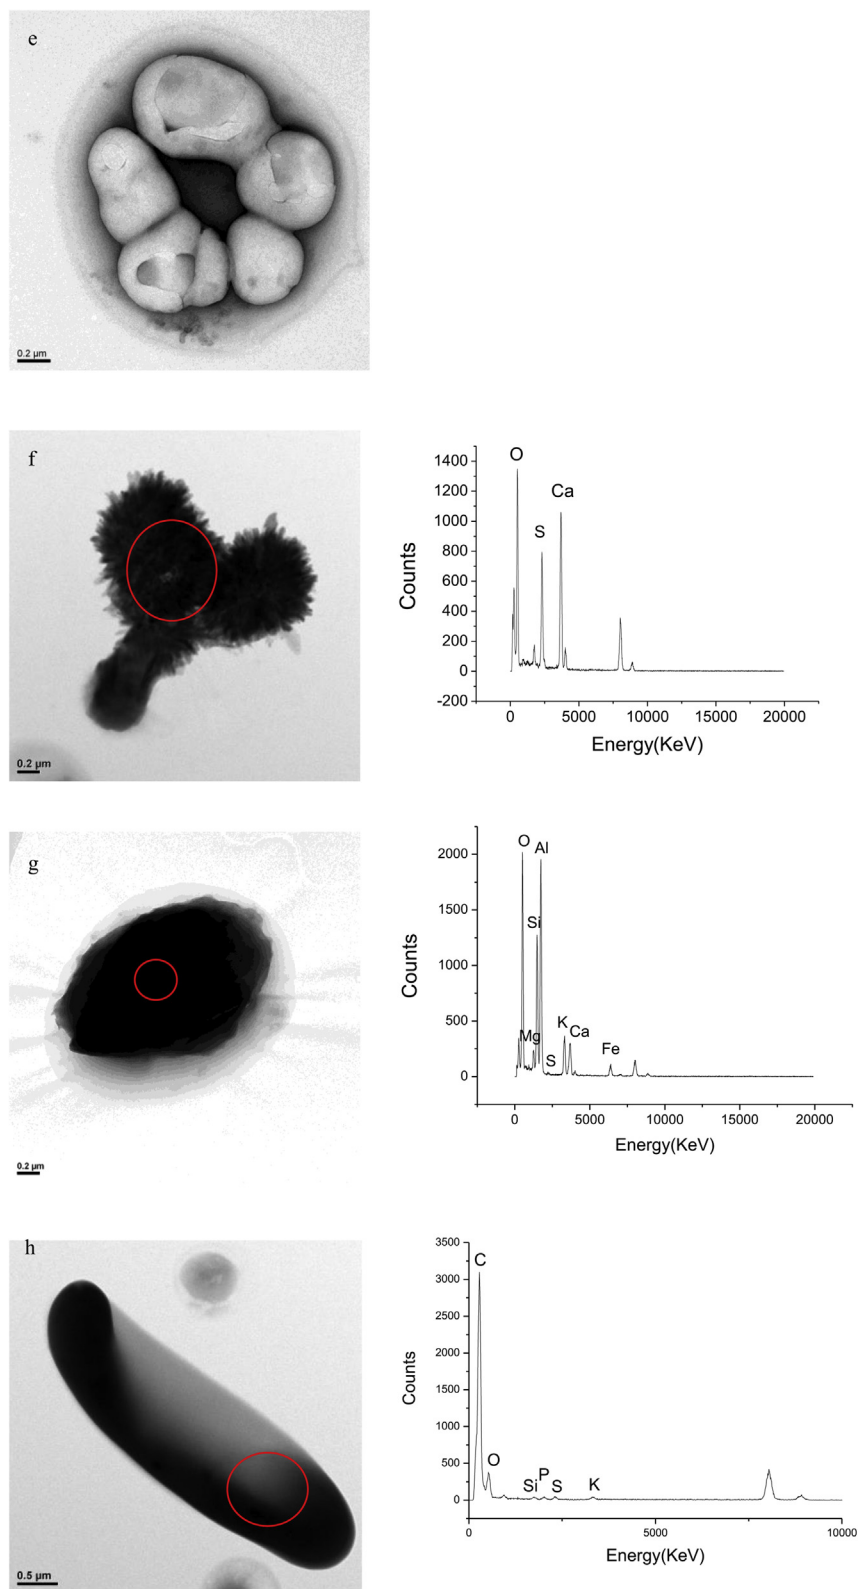 e
0.2 µm
f
0.2 µm
1400
1200
1000
800
600
400
200
0
-200
Counts
O
S
Ca
0 5000 10000 15000 20000
Energy(KeV)
g
0.2 µm
2000
1500
1000
500
0
Counts
O
Al
Si
Mg
S
K
Ca
Fe
0 5000 10000 15000 20000
Energy(KeV)
h
0.5 µm
3500
3000
2500
2000
1500
1000
500
0
Counts
C
O
Si
P
S
K
0 5000 10000
Energy(KeV)